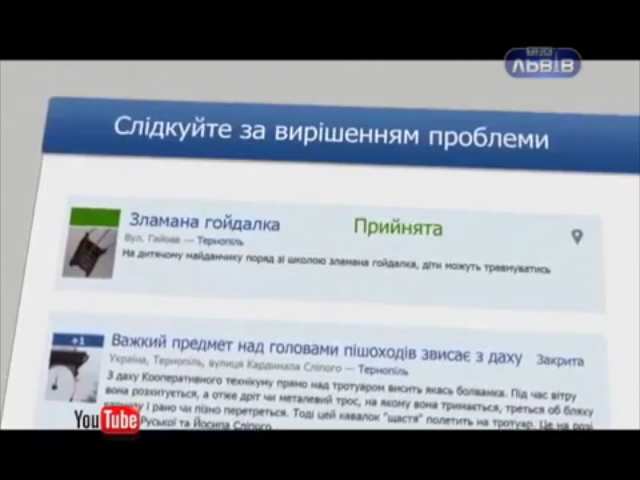 ТРК
ЛЬВІВ
Слідкуйте за вирішенням проблеми
Зламана гойдалка Прийнята
Вул. Гайова — Тернопіль
На дитячому майданчику поряд зі школою зламана гойдалка, діти можуть травмуватись
+1
Важкий предмет над головами пішоходів звисає з даху Закрита
Україна, Тернопіль, вулиця Кардинала Сліпого — Тернопіль
З даху Кооперативного технікуму прямо над тротуаром висить якась болванка. Під час вітру
вона розхитується, а отже дріт чи металевий трос, на якому вона тримається, треться об бляху
і рано чи пізно перетреться. Тоді цей кавалок "щастя" полетить на тротуар. Це на розі
Руської та Йосипа Сліпого
YouTube